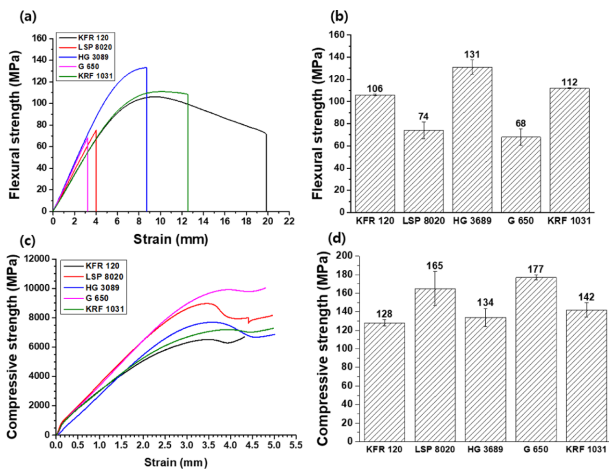 (a)
Flexural strength (MPa)
160
140
120
100
80
60
40
20
0
KFR 120
LSP 8020
HG 3089
G 650
KRF 1031
0 2 4 6 8 10 12 14 16 18 20 22
Strain (mm)
(b)
Flexural strength (MPa)
160
140
120
100
80
60
40
20
0
106
74
131
68
112
KFR 120 LSP 8020 HG 3689 G 650 KRF 1031
(c)
Compressive strength (MPa)
10000
8000
6000
4000
2000
0
KFR 120
LSP 8020
HG 3089
G 650
KRF 1031
0.0 0.5 1.0 1.5 2.0 2.5 3.0 3.5 4.0 4.5 5.0 5.5
Strain (mm)
(d)
Compressive strength (MPa)
200
180
160
140
120
100
80
60
40
20
0
128
165
134
177
142
KFR 120 LSP 8020 HG 3689 G 650 KRF 1031